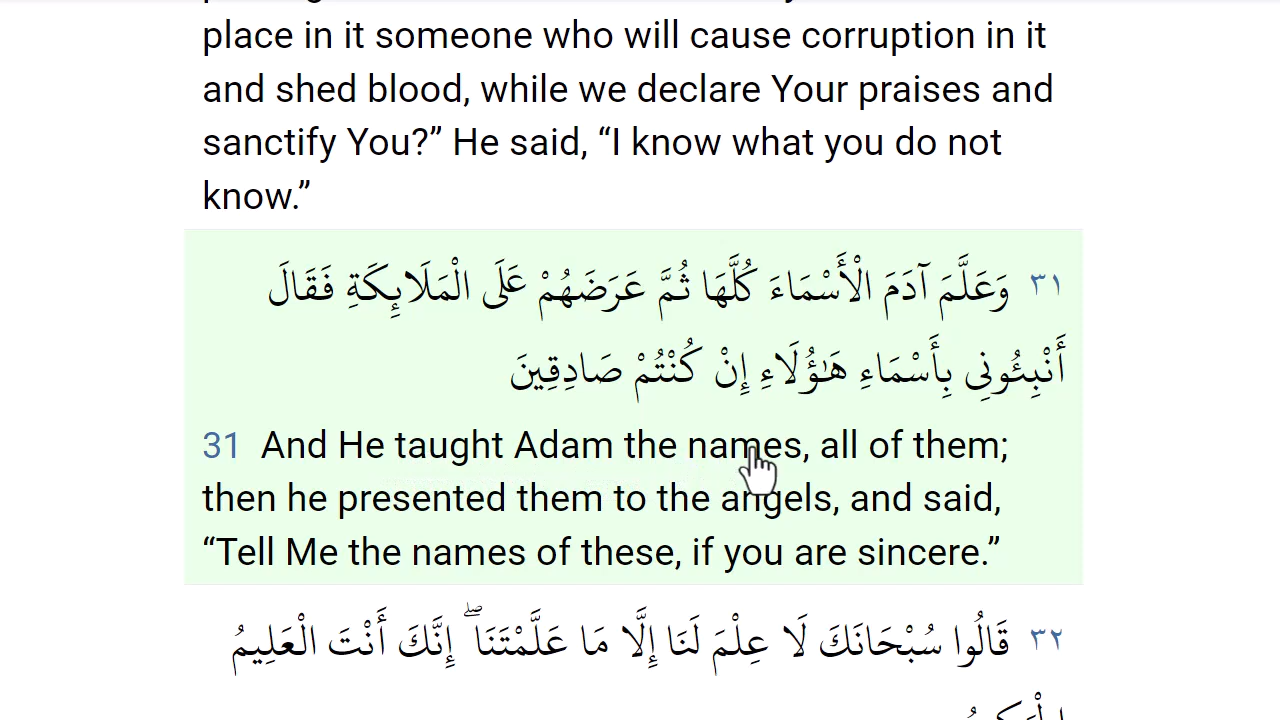 place in it someone who will cause corruption in it
and shed blood, while we declare Your praises and
sanctify You?” He said, “I know what you do not
know.”
٣١ وَعَلَّمَ آدَمَ الْأَسْمَاءَ كُلَّهَا ثُمَّ عَرَضَهُمْ عَلَى الْمَلَائِكَةِ فَقَالَ
أَنْبِئُونِي بِأَسْمَاءِ هَـٰؤُلَاءِ إِنْ كُنْتُمْ صَادِقِينَ
31 And He taught Adam the names, all of them;
then he presented them to the angels, and said,
“Tell Me the names of these, if you are sincere.”
٣٢ قَالُوا سُبْحَانَكَ لَا عِلْمَ لَنَا إِلَّا مَا عَلَّمْتَنَا ۖ إِنَّكَ أَنْتَ الْعَلِيمُ